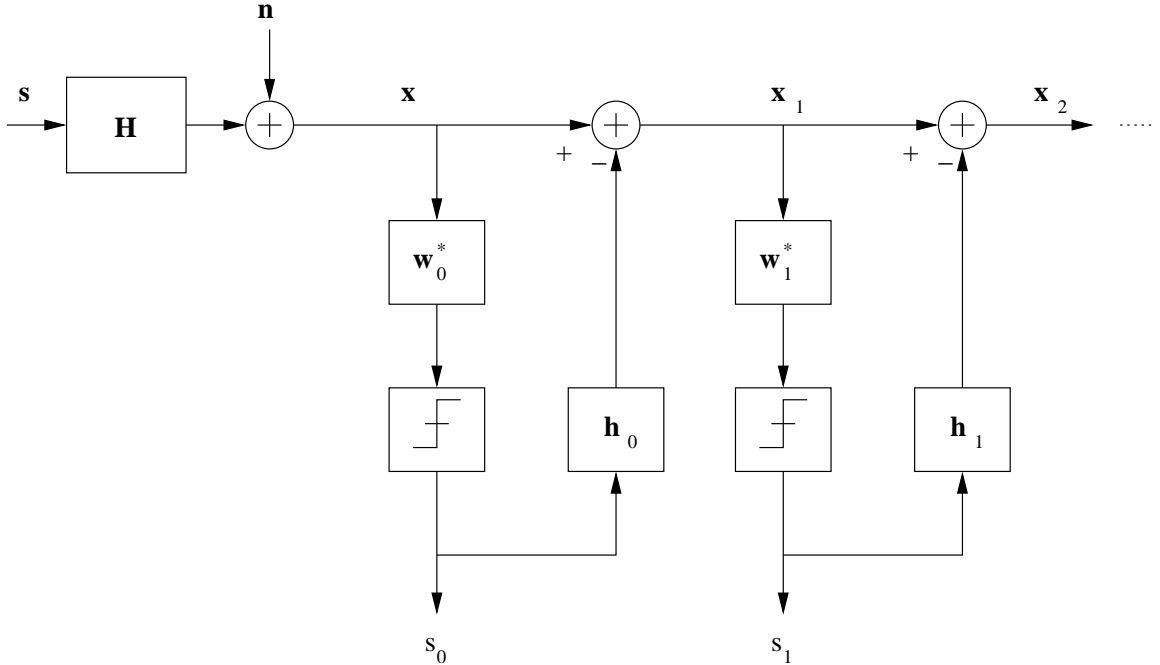 n
s
H
+
x
+
x 1
+
x 2
.....
+ −
+ −
w*0
w*1
h 0
h 1
s0
s1